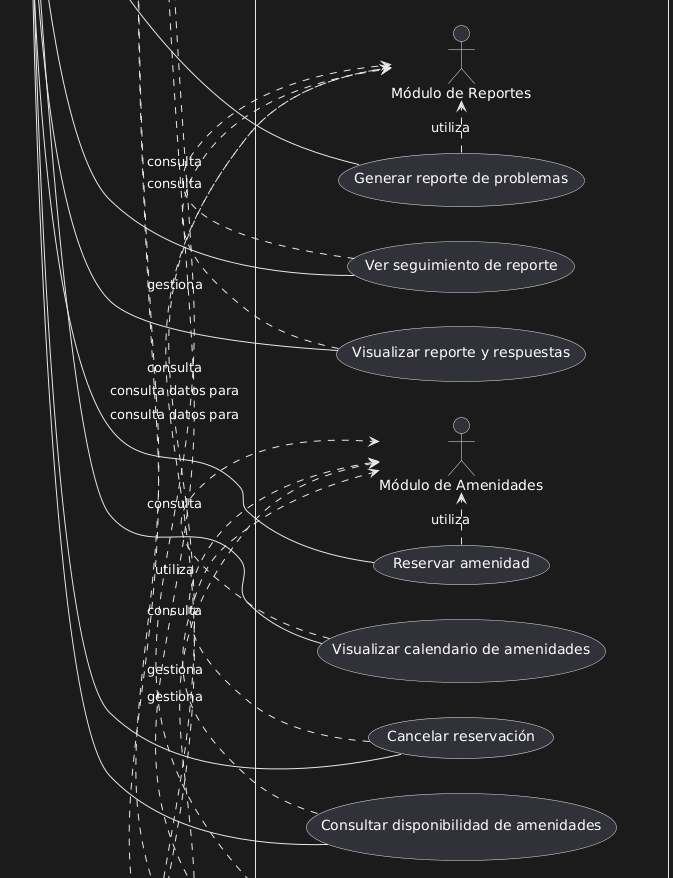 Módulo de Reportes
utiliza
consulta
Generar reporte de problemas
consulta
Ver seguimiento de reporte
gestiona
Visualizar reporte y respuestas
consulta
consulta datos para
consulta datos para
Módulo de Amenidades
consulta
utiliza
Reservar amenidad
utiliza
consulta
Visualizar calendario de amenidades
gestiona
gestiona
Cancelar reservación
Consultar disponibilidad de amenidades